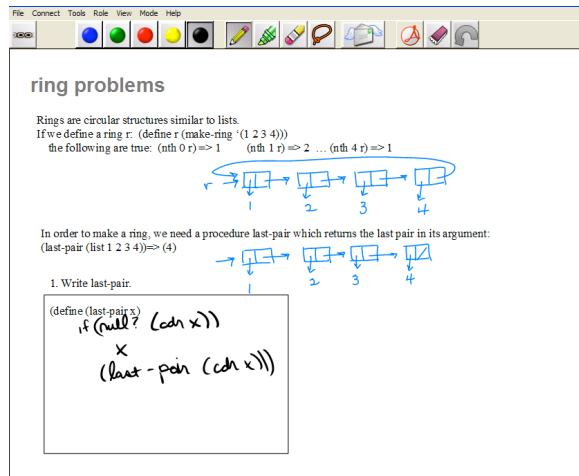 File Connect Tools Role View Mode Help
ring problems
Rings are circular structures similar to lists.
If we define a ring r: (define r (make-ring ‘(1 2 3 4)))
the following are true: (nth 0 r) => 1 (nth 1 r) => 2 … (nth 4 r) => 1
r
1 2 3 4
In order to make a ring, we need a procedure last-pair which returns the last pair in its argument:
(last-pair (list 1 2 3 4))=> (4)
1 2 3 4
1. Write last-pair.
(define (last-pair x)
if (null? (cdr x))
x
(last-pair (cdr x)))